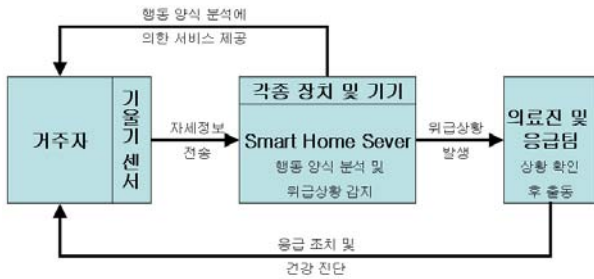 행동 양식 분석에
의한 서비스 제공
거주자
기울기 센서
자세정보
전송
각종 장치 및 기기
Smart Home Sever
행동 양식 분석 및
위급상황 감지
위급상황
발생
의료진 및
응급팀
상황 확인
후 출동
응급 조치 및
건강 진단